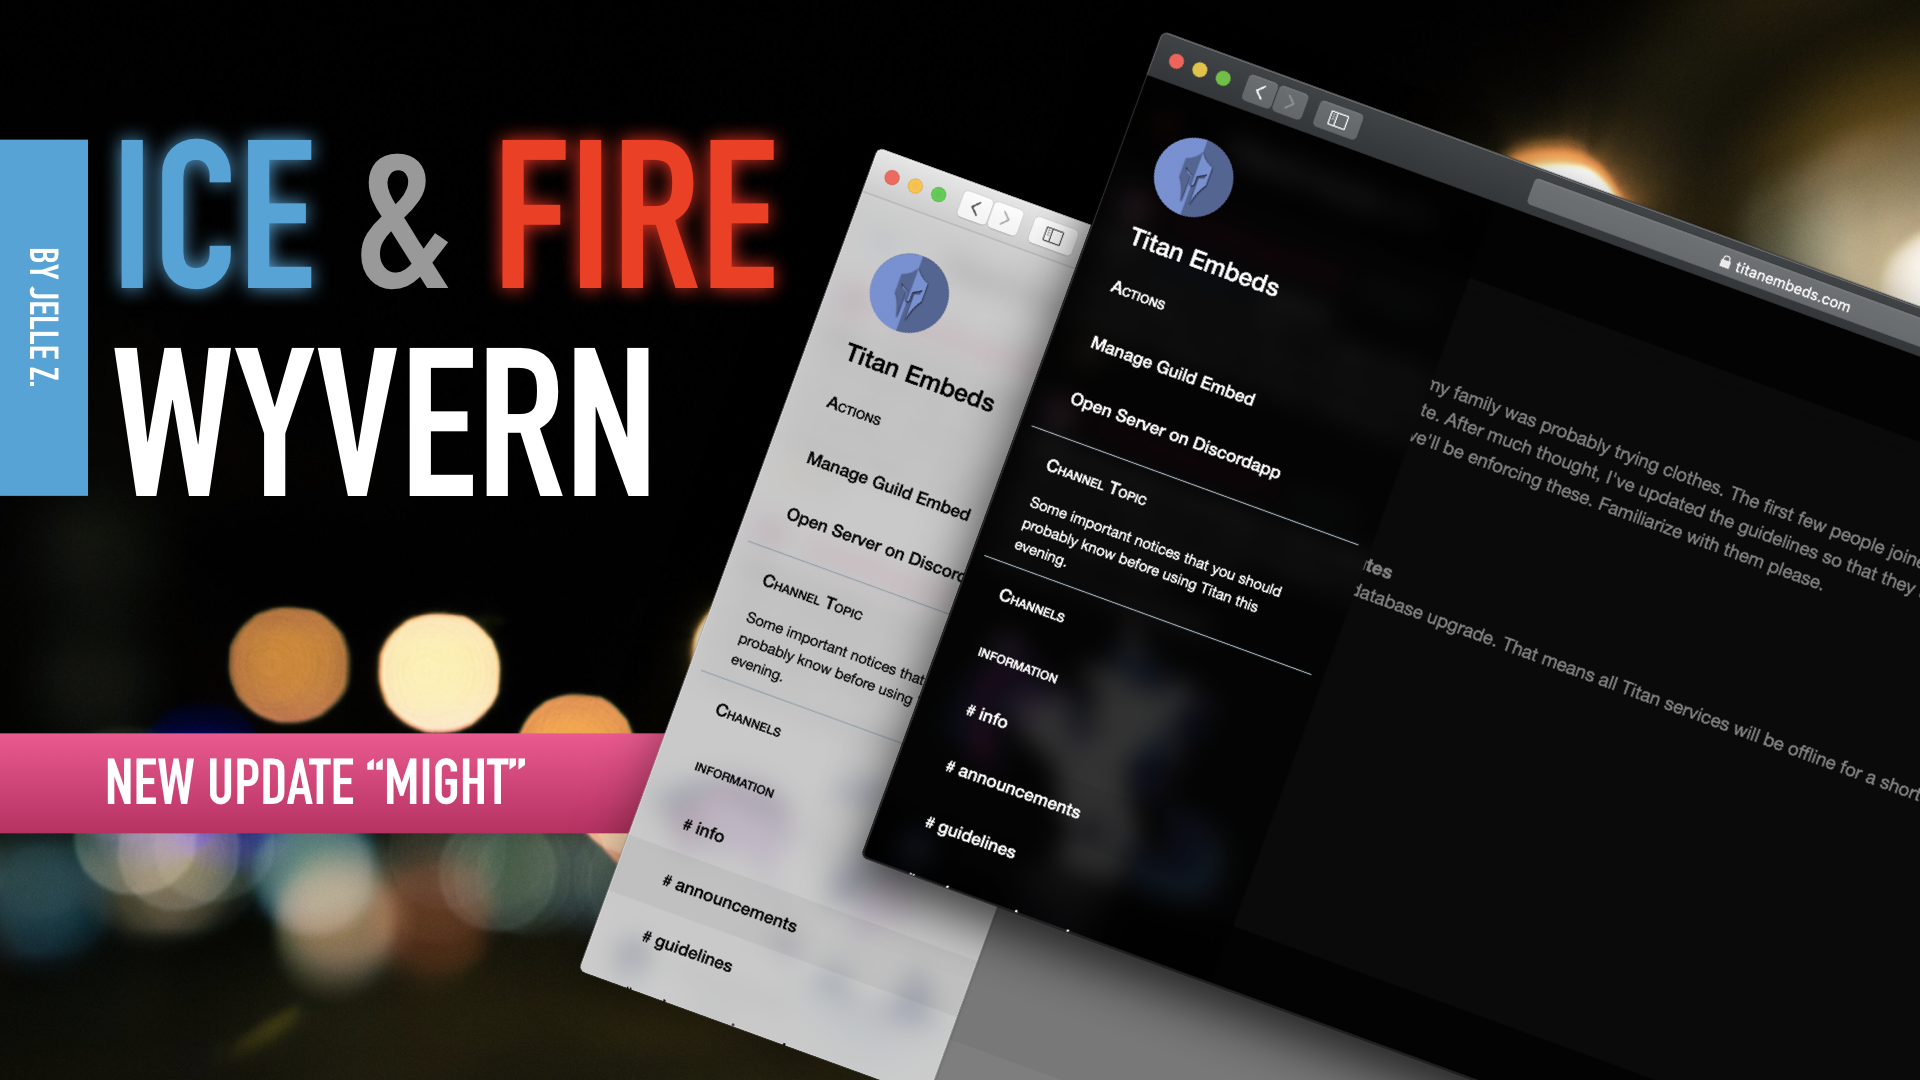 ICE & FIRE
WYVERN
BY JELLE Z.
NEW UPDATE “MIGHT”
Titan Embeds
Actions
Manage Guild Embed
Open Server on Discord
Channel Topic
Some important notices that
probably know before using
evening.
Channels
INFORMATION
# info
# announcements
# guidelines
titanembeds.com
Titan Embeds
Actions
Manage Guild Embed
Open Server on Discordapp
Channel Topic
Some important notices that you should
probably know before using Titan this
evening.
Channels
INFORMATION
# info
# announcements
# guidelines
my family was probably trying clothes. The first few people joine
te. After much thought, I've updated the guidelines so that they
we'll be enforcing these. Familiarize with them please.
tes
database upgrade. That means all Titan services will be offline for a short